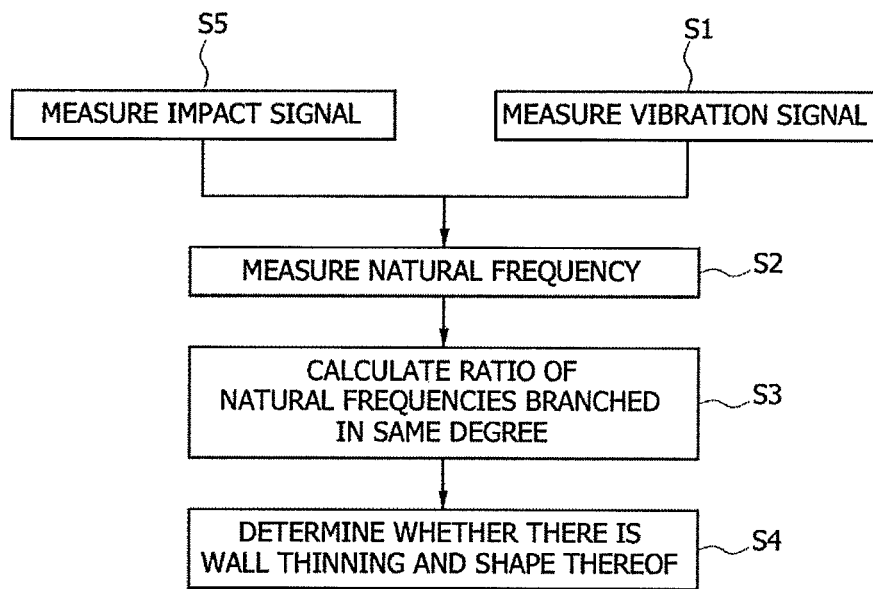 S5
S1
MEASURE IMPACT SIGNAL
MEASURE VIBRATION SIGNAL
MEASURE NATURAL FREQUENCY
S2
CALCULATE RATIO OF
NATURAL FREQUENCIES BRANCHED
IN SAME DEGREE
S3
DETERMINE WHETHER THERE IS
WALL THINNING AND SHAPE THEREOF
S4